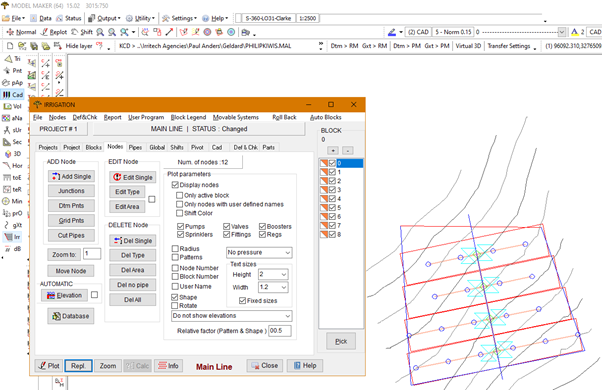 MODEL MAKER (64) 15.02 3015/750
File Data Status Output Utility Settings Help S-360-LO31-Clarke 1:2500
Normal Replot Shift (2) CAD 5 - Norm 0.15 0 A 2 CAD
Hide layer KCD > ...\Irritech Agencies\Paul Anders\Geldard\PHILIPKIWIS.MAL Dtm > RM Grid > RM Dtm > PM Grid > PM Virtual 3D Transfer Settings
Tri
Pnt
pAp
Cad
Vol
aNa
sUr
Sec
3D
Hor
toE
teR
Min
prO
gX
Irr
dB
IRRIGATION
File Nodes Def&Chk Report User Program Block Legend Movable Systems Roll Back Auto Blocks
PROJECT # 1 MAIN LINE | STATUS : Changed
BLOCK
0
+ -
0
1
2
3
4
5
6
7
8
Pick
Projects Project Blocks Nodes Pipes Global Shifts Pivot Cad Def & Chk Parts
ADD Node
Add Single
Junctions
Dtm Pnts
Grid Pnts
Cut Pipes
Zoom to: 1
Move Node
AUTOMATIC
Elevation
Database
EDIT Node
Edit Single
Edit Type
Edit Area
DELETE Node
Del Single
Del Type
Del Area
Del no pipe
Del All
Num. of nodes :12
Plot parameters
Display nodes
Only active block
Only nodes with user defined names
Shift Color
Pumps Valves Boosters
Sprinklers Fittings Regs
Radius No pressure
Patterns
Text sizes
Node Number Height 2
Block Number
User Name Width 1.2
Shape Fixed sizes
Rotate
Do not show elevations
Relative factor (Pattern & Shape ) 00.5
Plot Repl. Zoom Calc Info Main Line Close Help